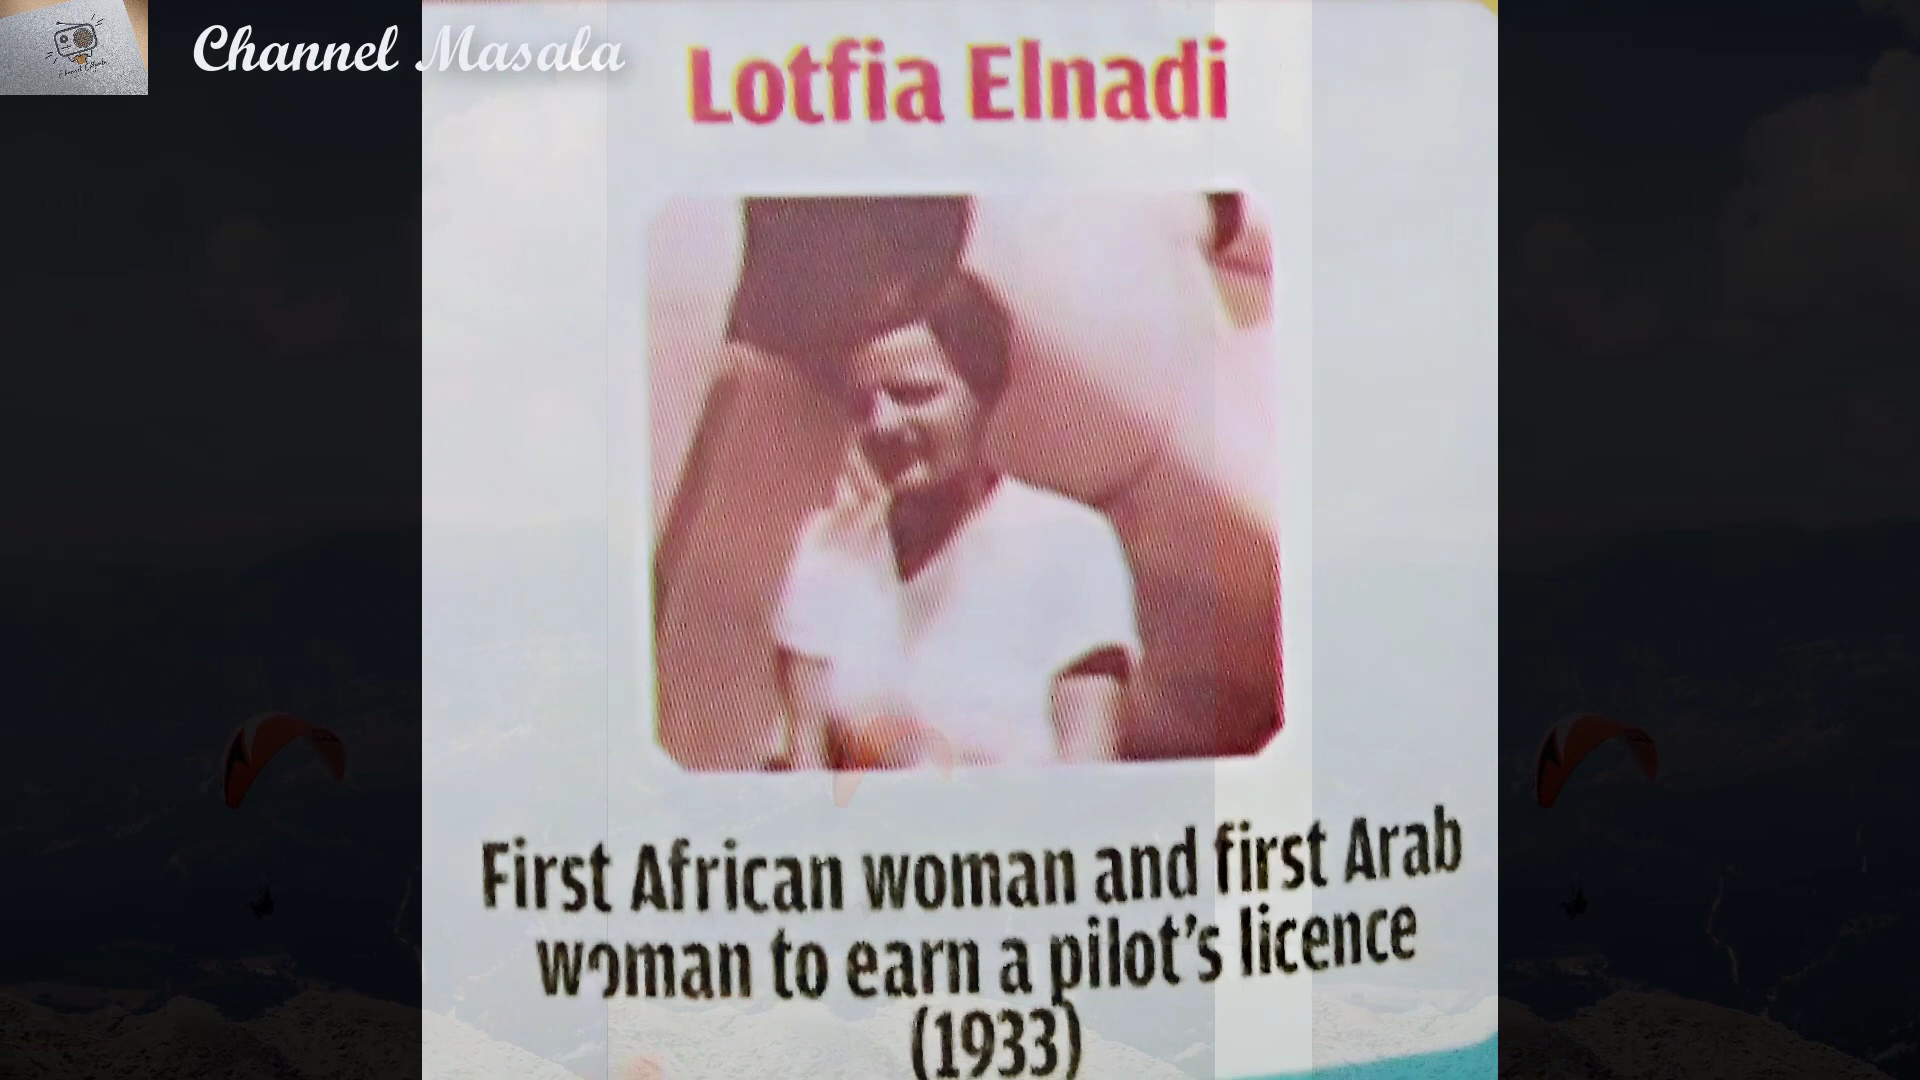 Channel Masala
Lotfia Elnadi
First African woman and first Arab
woman to earn a pilot's licence
(1933)